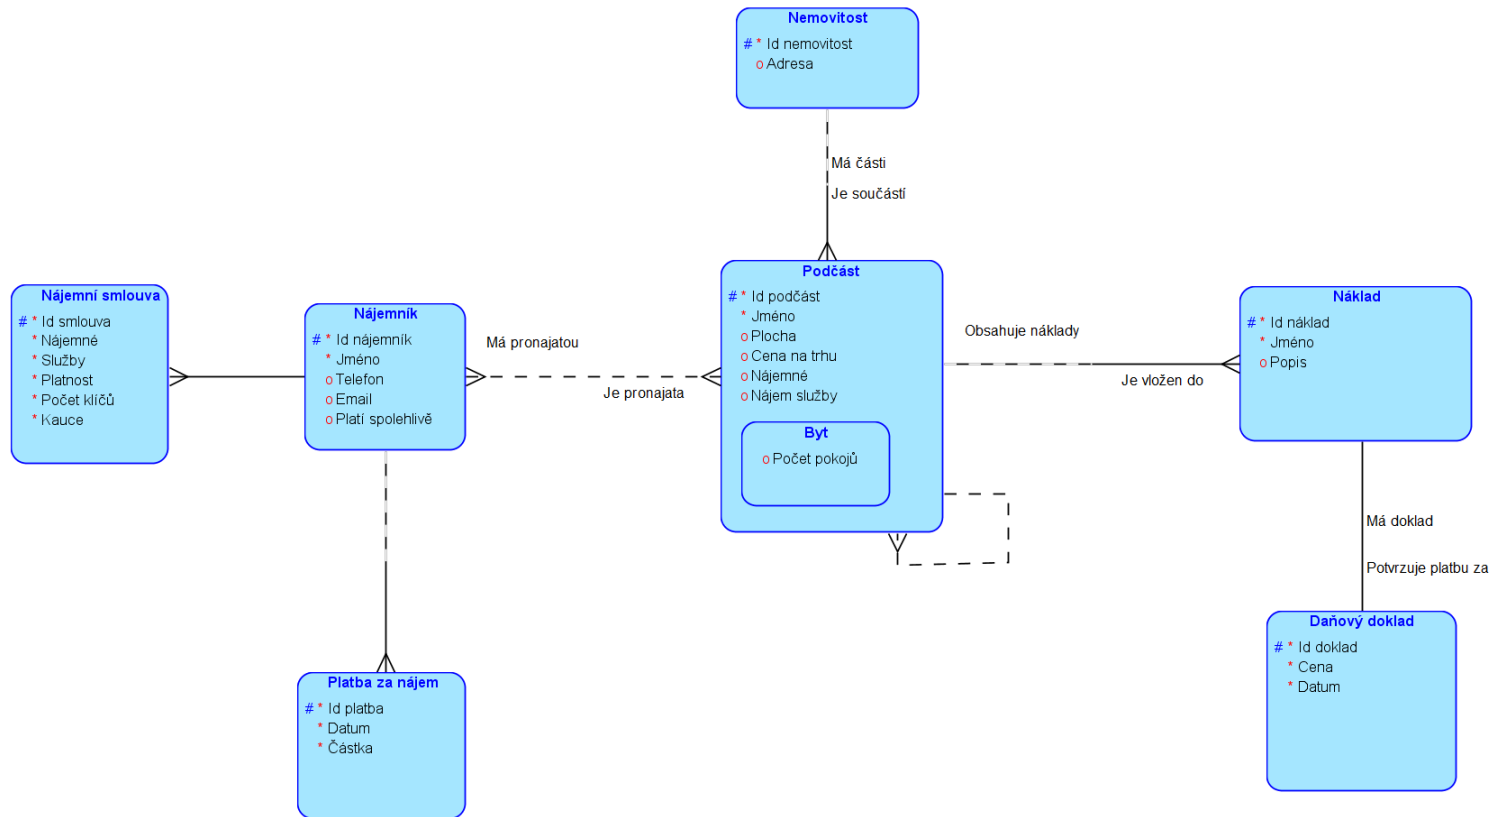 Nemovitost
# * Id nemovitost
o Adresa
Má části
Je součástí
Nájemní smlouva
# * Id smlouva
* Nájemné
* Služby
* Platnost
* Počet klíčů
* Kauce
Nájemník
# * Id nájemník
* Jméno
o Telefon
o Email
o Platí spolehlivě
Má pronajatou
Je pronajata
Podčást
# * Id podčást
* Jméno
o Plocha
o Cena na trhu
o Nájemné
o Nájem služby
Byt
o Počet pokojů
Obsahuje náklady
Je vložen do
Náklad
# * Id náklad
* Jméno
o Popis
Má doklad
Potvrzuje platbu za
Platba za nájem
# * Id platba
* Datum
* Částka
Daňový doklad
# * Id doklad
* Cena
* Datum